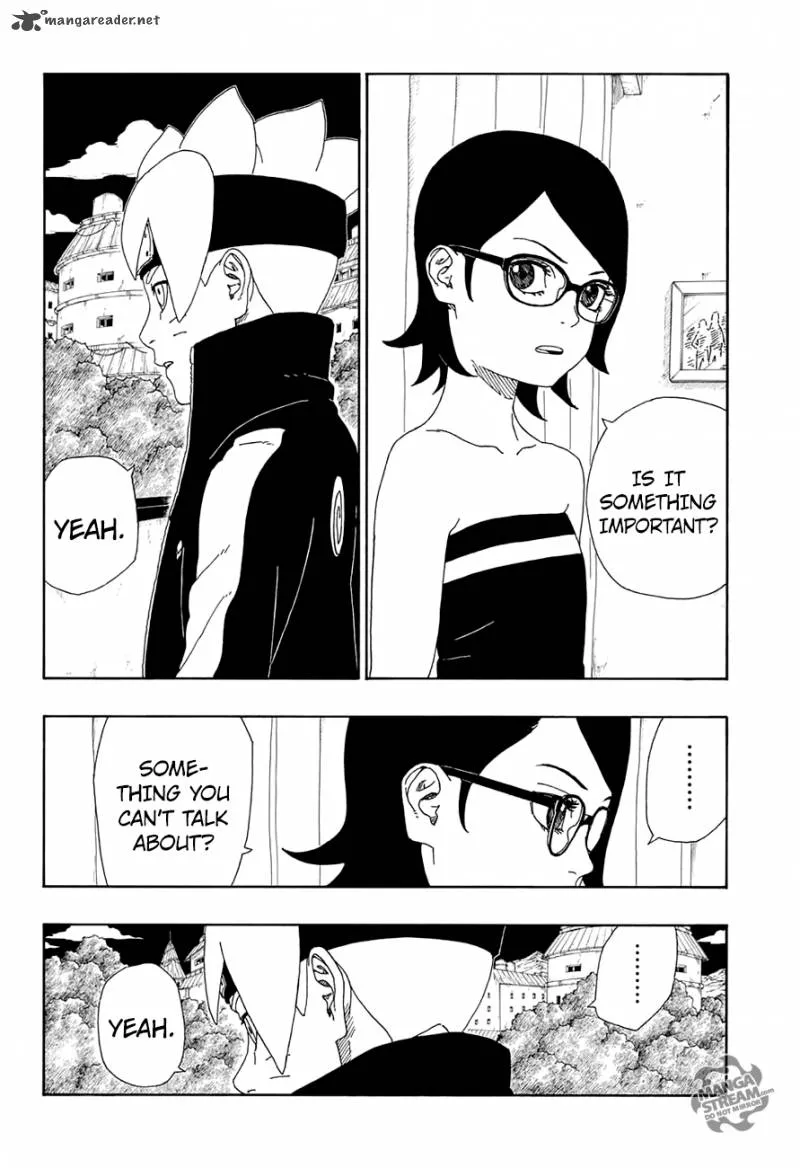 mangareader.net
IS IT
SOMETHING
IMPORTANT?
YEAH.
.........
SOME-
THING YOU
CAN'T TALK
ABOUT?
.........
YEAH.
MANGA
STREAM.com
DO NOT MIRROR